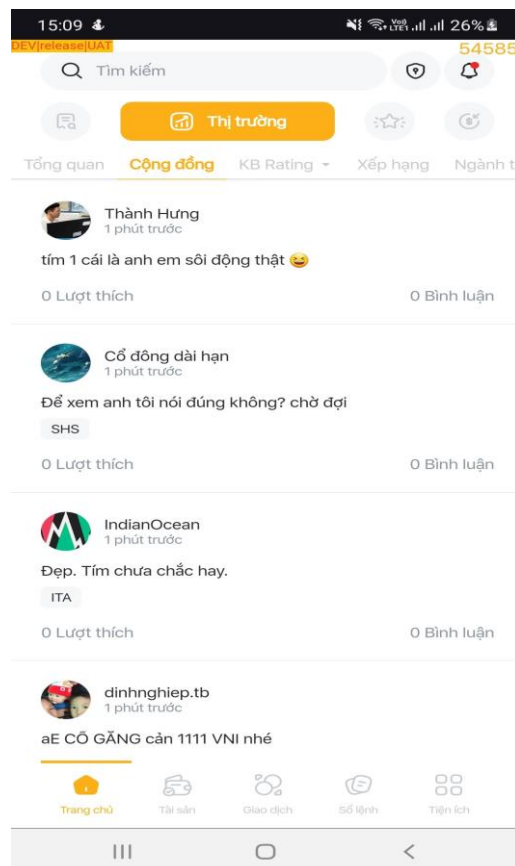 15:09 Vo)) LTE1 26%
DEV|release|UAT
54585
Tìm kiếm
Thị trường
Tổng quan Cộng đồng KB Rating Xếp hạng Ngành t
Thành Hưng
1 phút trước
tím 1 cái là anh em sôi động thật 😆
0 Lượt thích 0 Bình luận
Cổ đông dài hạn
1 phút trước
Để xem anh tôi nói đúng không? chờ đợi
SHS
0 Lượt thích 0 Bình luận
IndianOcean
1 phút trước
Đẹp. Tím chưa chắc hay.
ITA
0 Lượt thích 0 Bình luận
dinhnghiep.tb
1 phút trước
aE CỐ GẮNG cản 1111 VNI nhé
Trang chủ Tài sản Giao dịch Sổ lệnh Tiện ích